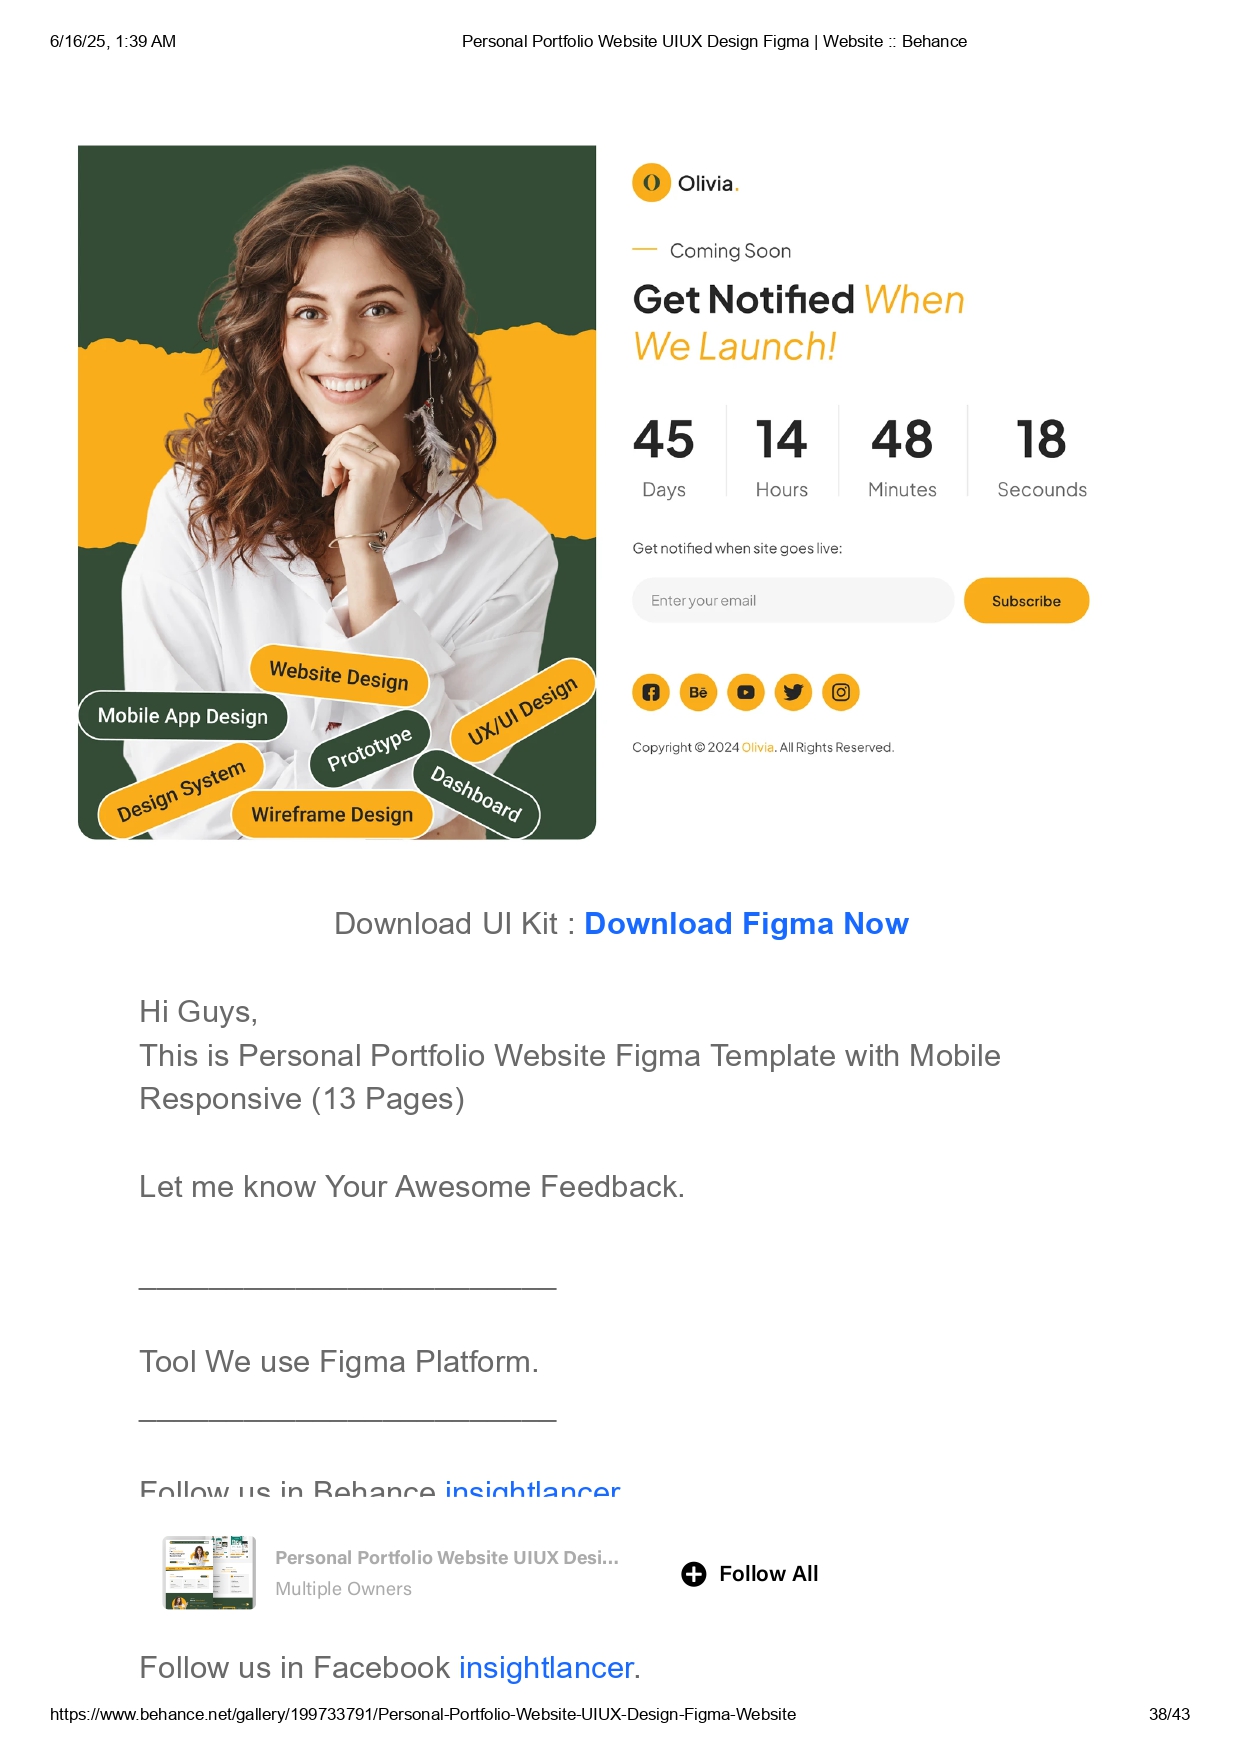 6/16/25, 1:39 AM
Personal Portfolio Website UIUX Design Figma | Website :: Behance
O Olivia.
Coming Soon
Get Notified When
We Launch!
45 14 48 18
Days Hours Minutes Secounds
Get notified when site goes live:
Enter your email Subscribe
Bē
Copyright © 2024 Olivia. All Rights Reserved.
Website Design
Mobile App Design
UX/UI Design
Prototype
Design System
Dashboard
Wireframe Design
Download UI Kit : Download Figma Now
Hi Guys,
This is Personal Portfolio Website Figma Template with Mobile
Responsive (13 Pages)
Let me know Your Awesome Feedback.
Tool We use Figma Platform.
Follow us in Behance insightlancer
Personal Portfolio Website UIUX Desi...
Multiple Owners
Follow All
Follow us in Facebook insightlancer.
https://www.behance.net/gallery/199733791/Personal-Portfolio-Website-UIUX-Design-Figma-Website
38/43